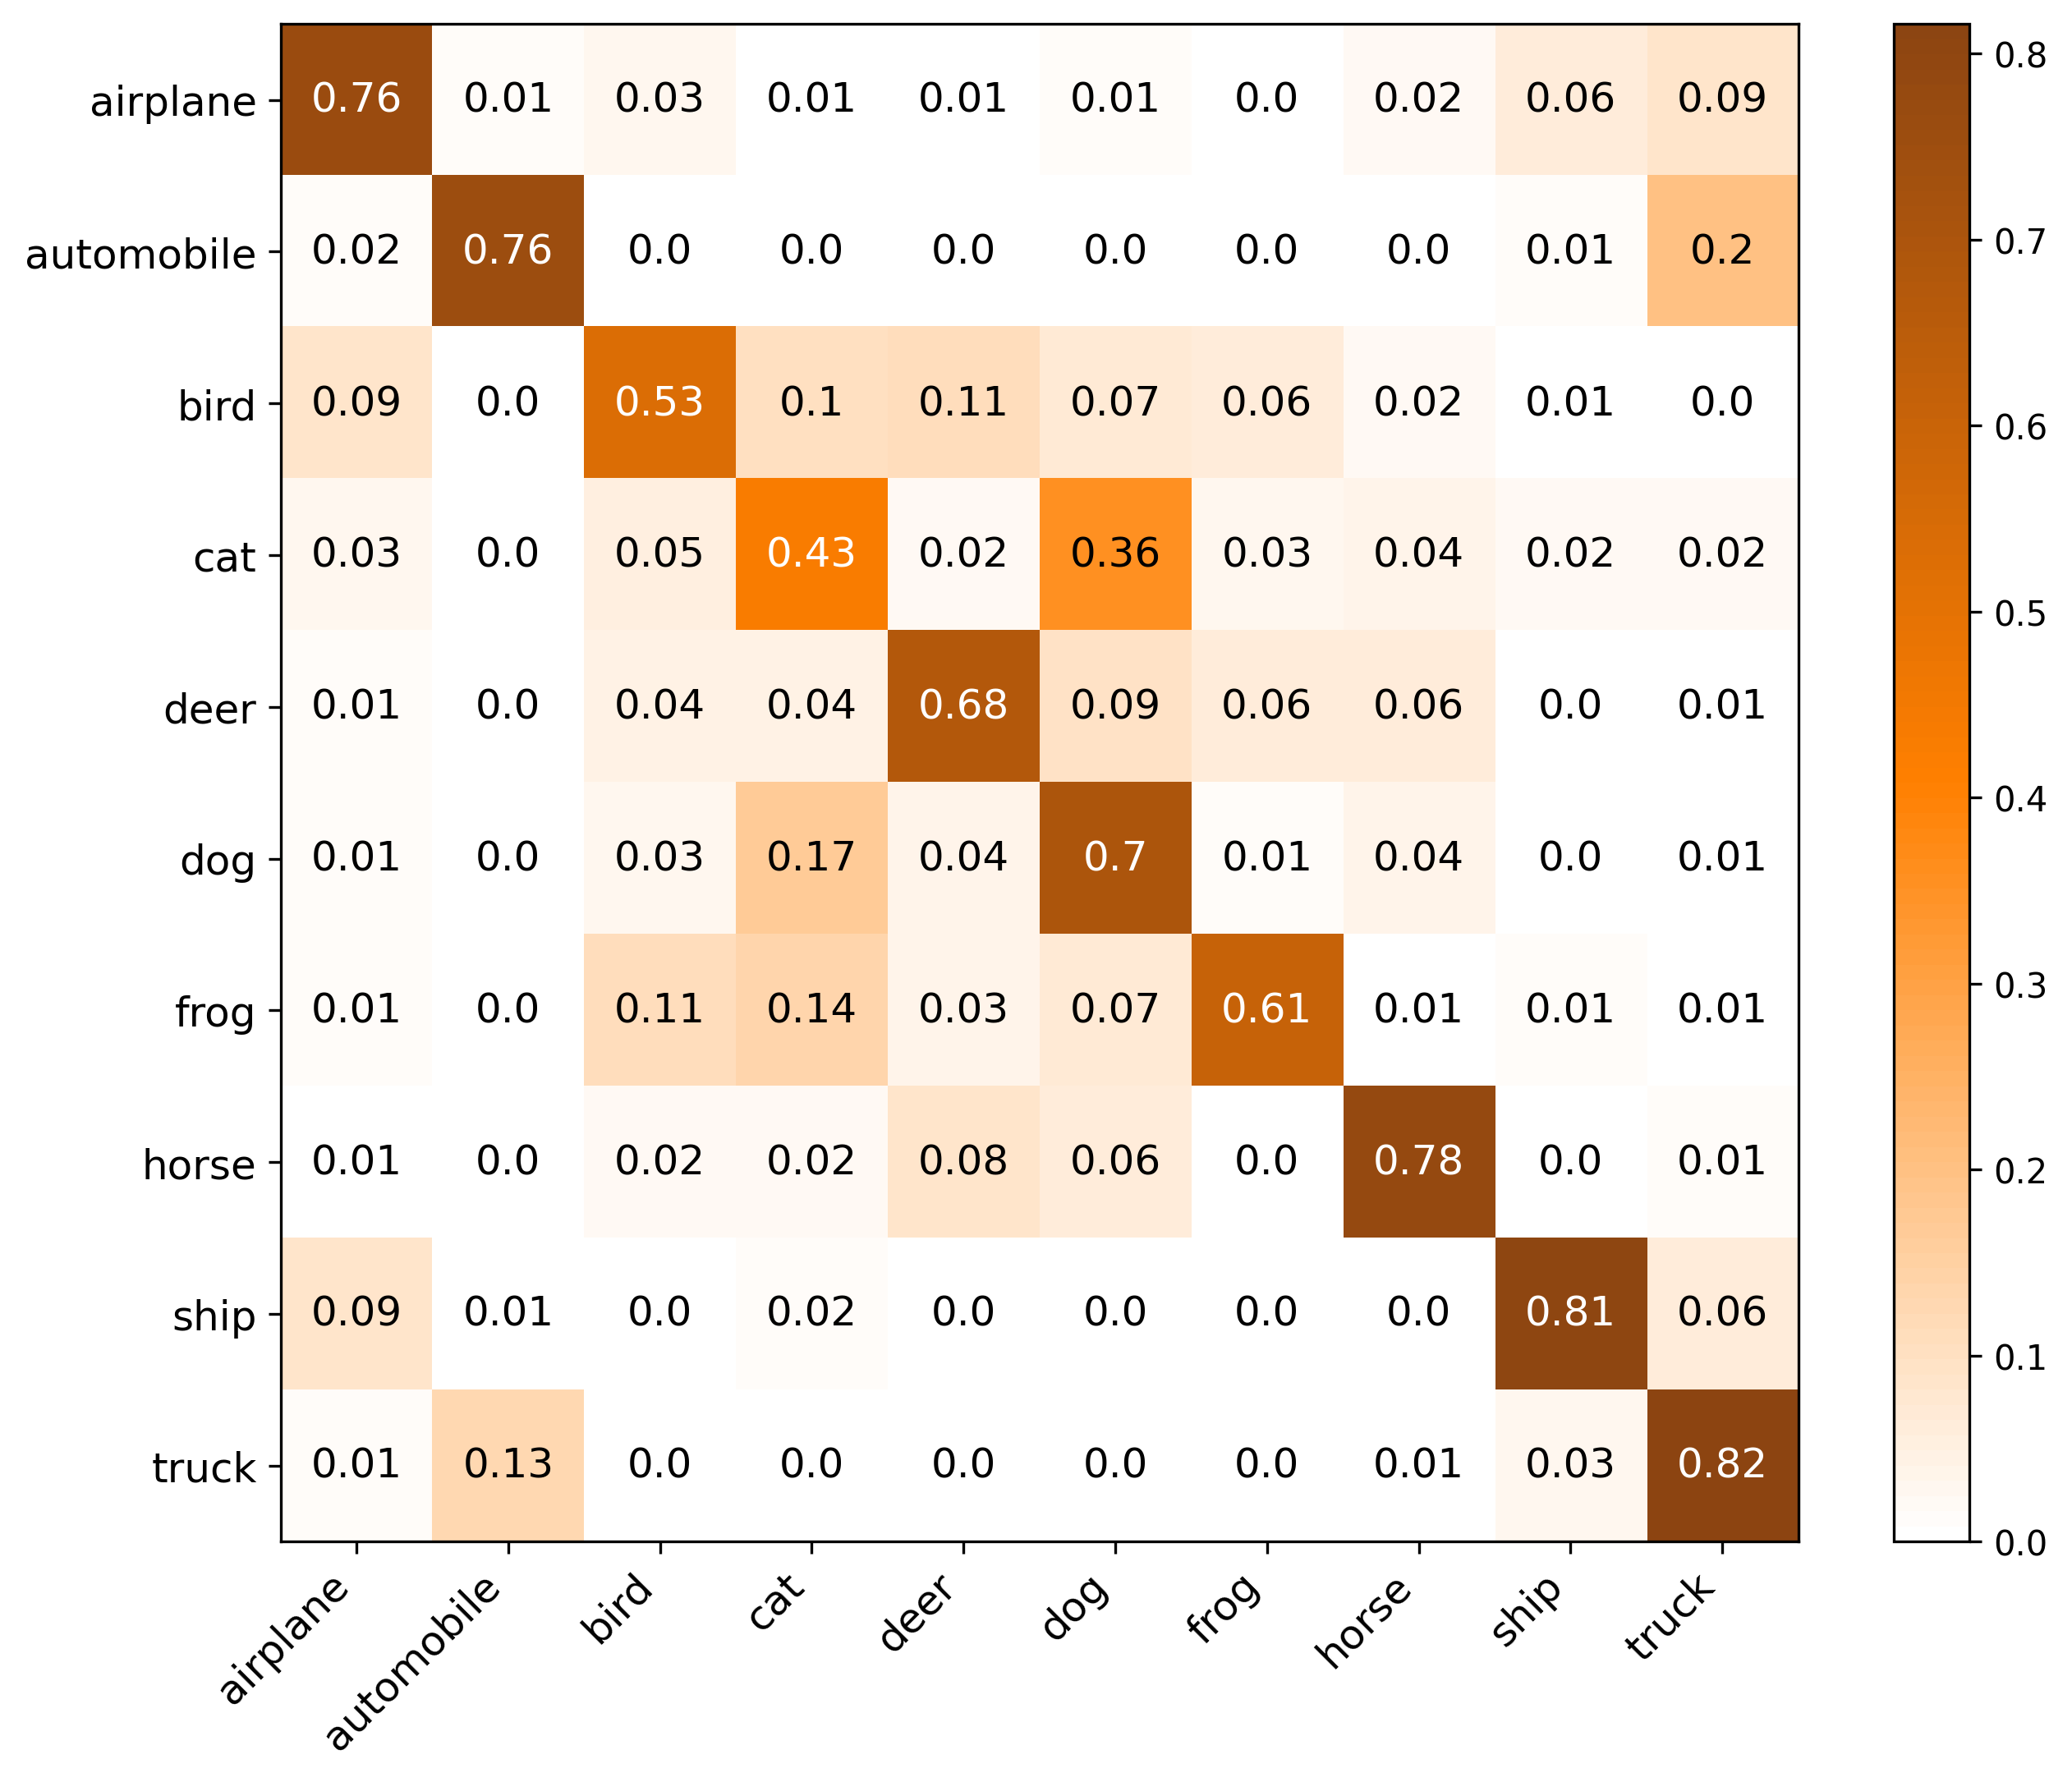 airplane 0.76 0.01 0.03 0.01 0.01 0.01 0.0 0.02 0.06 0.09
automobile 0.02 0.76 0.0 0.0 0.0 0.0 0.0 0.0 0.01 0.2
bird 0.09 0.0 0.53 0.1 0.11 0.07 0.06 0.02 0.01 0.0
cat 0.03 0.0 0.05 0.43 0.02 0.36 0.03 0.04 0.02 0.02
deer 0.01 0.0 0.04 0.04 0.68 0.09 0.06 0.06 0.0 0.01
dog 0.01 0.0 0.03 0.17 0.04 0.7 0.01 0.04 0.0 0.01
frog 0.01 0.0 0.11 0.14 0.03 0.07 0.61 0.01 0.01 0.01
horse 0.01 0.0 0.02 0.02 0.08 0.06 0.0 0.78 0.0 0.01
ship 0.09 0.01 0.0 0.02 0.0 0.0 0.0 0.0 0.81 0.06
truck 0.01 0.13 0.0 0.0 0.0 0.0 0.0 0.01 0.03 0.82
airplane automobile bird cat deer dog frog horse ship truck
0.8
0.7
0.6
0.5
0.4
0.3
0.2
0.1
0.0